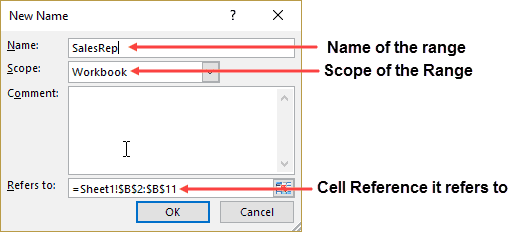 New Name
Name: SalesRep Name of the range
Scope: Workbook Scope of the Range
Comment:
Refers to: =Sheet1!$B$2:$B$11 Cell Reference it refers to
OK Cancel